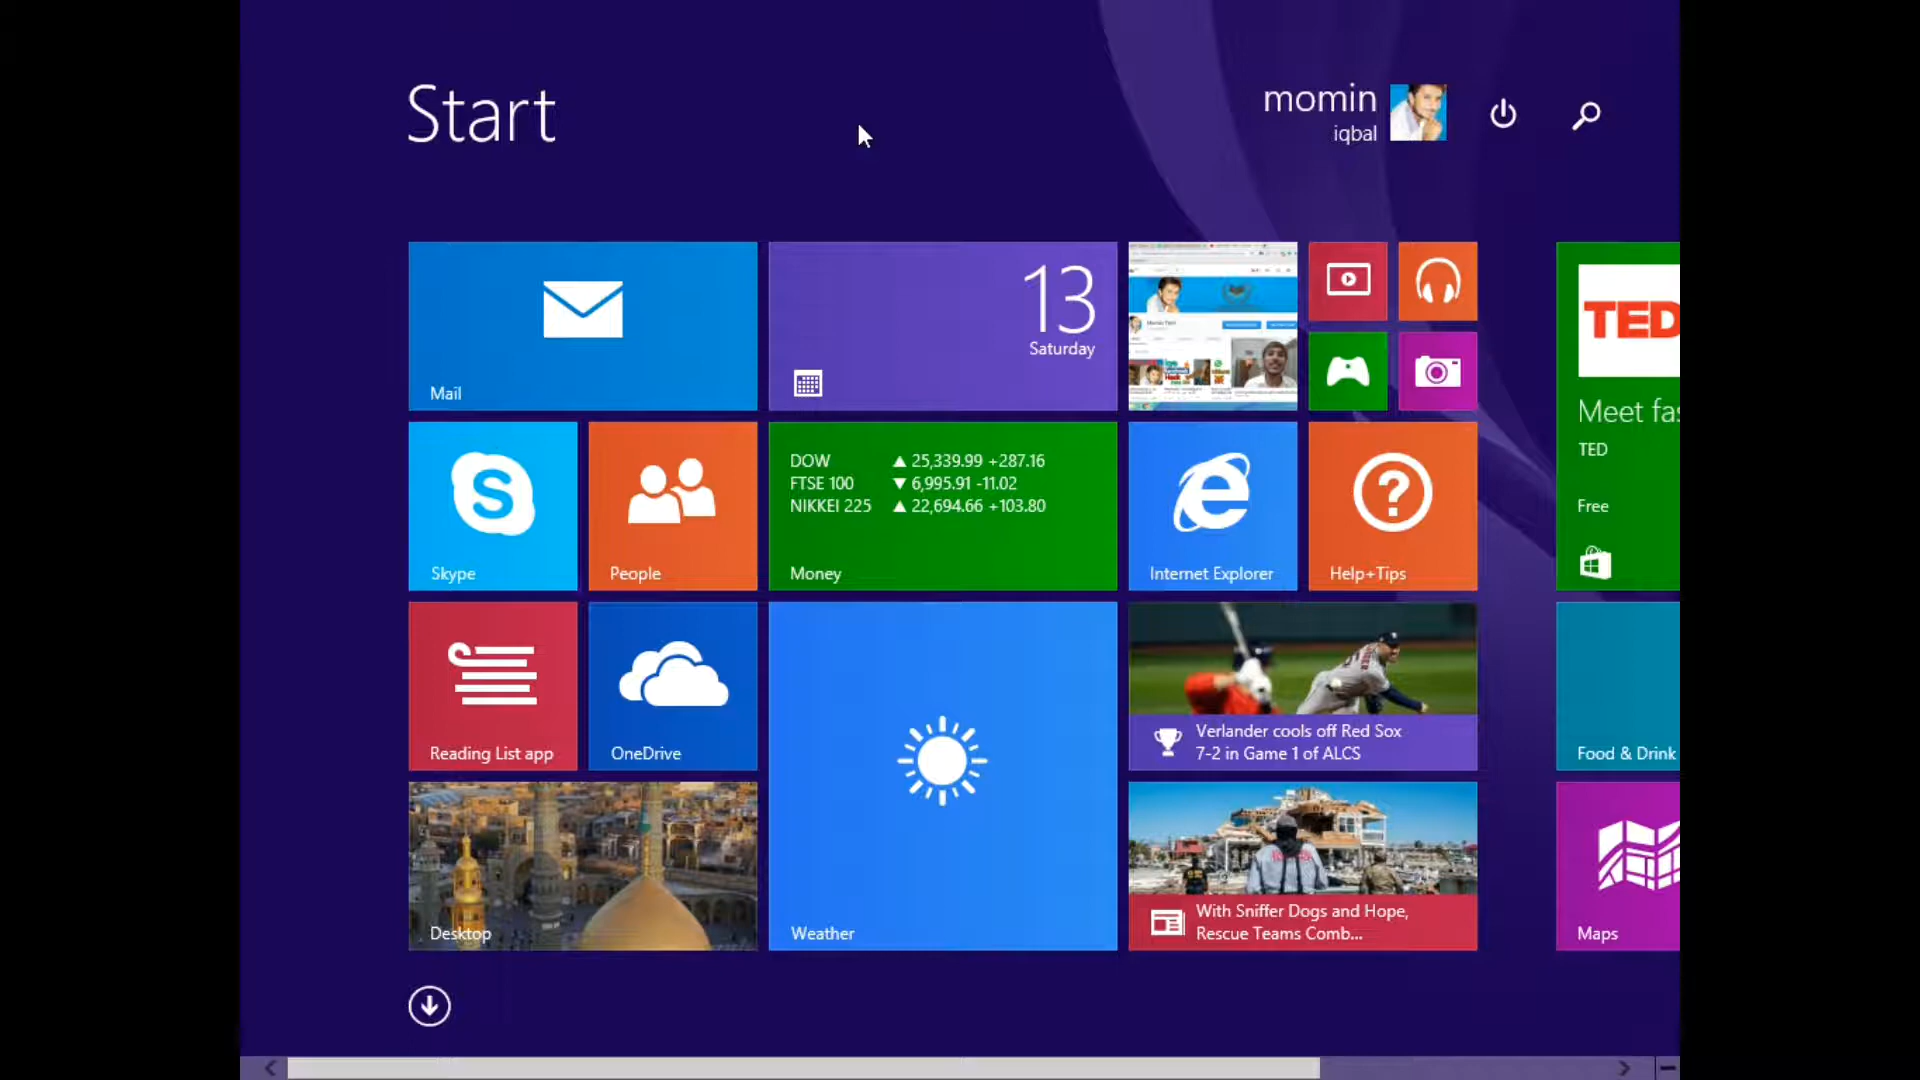 Start
momin
iqbal
Mail
13
Saturday
TED
Meet fas
TED
Free
Skype
People
DOW ▲ 25,339.99 +287.16
FTSE 100 ▼ 6,995.91 -11.02
NIKKEI 225 ▲ 22,694.66 +103.80
Money
Internet Explorer
Help+Tips
Reading List app
OneDrive
Verlander cools off Red Sox
7-2 in Game 1 of ALCS
Food & Drink
Desktop
Weather
With Sniffer Dogs and Hope,
Rescue Teams Comb...
Maps